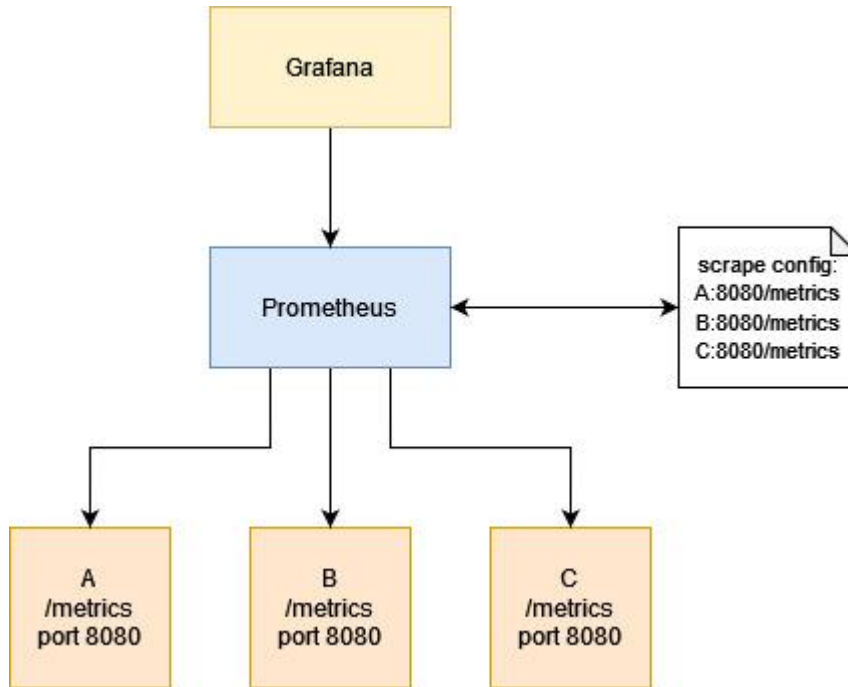 Grafana
Prometheus
scrape config:
A:8080/metrics
B:8080/metrics
C:8080/metrics
A
/metrics
port 8080
B
/metrics
port 8080
C
/metrics
port 8080